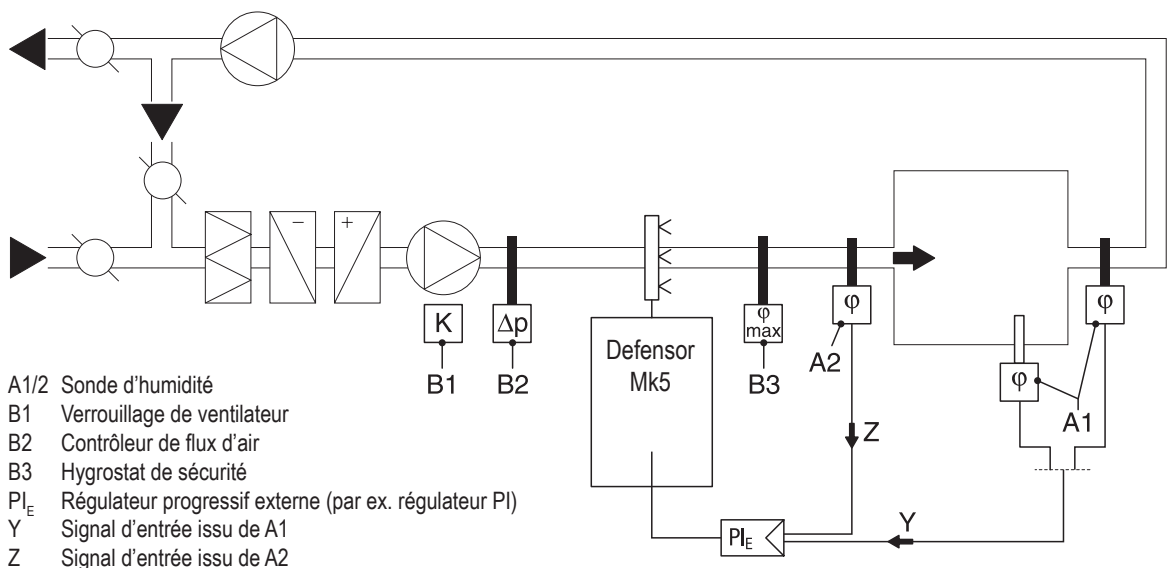 − +
K
Δp
φ
max
φ
φ
φ
Defensor
Mk5
B1
B2
B3
A2
A1
Z
Y
PIE
A1/2 Sonde d’humidité
B1 Verrouillage de ventilateur
B2 Contrôleur de flux d’air
B3 Hygrostat de sécurité
PIE Régulateur progressif externe (par ex. régulateur PI)
Y Signal d’entrée issu de A1
Z Signal d’entrée issu de A2